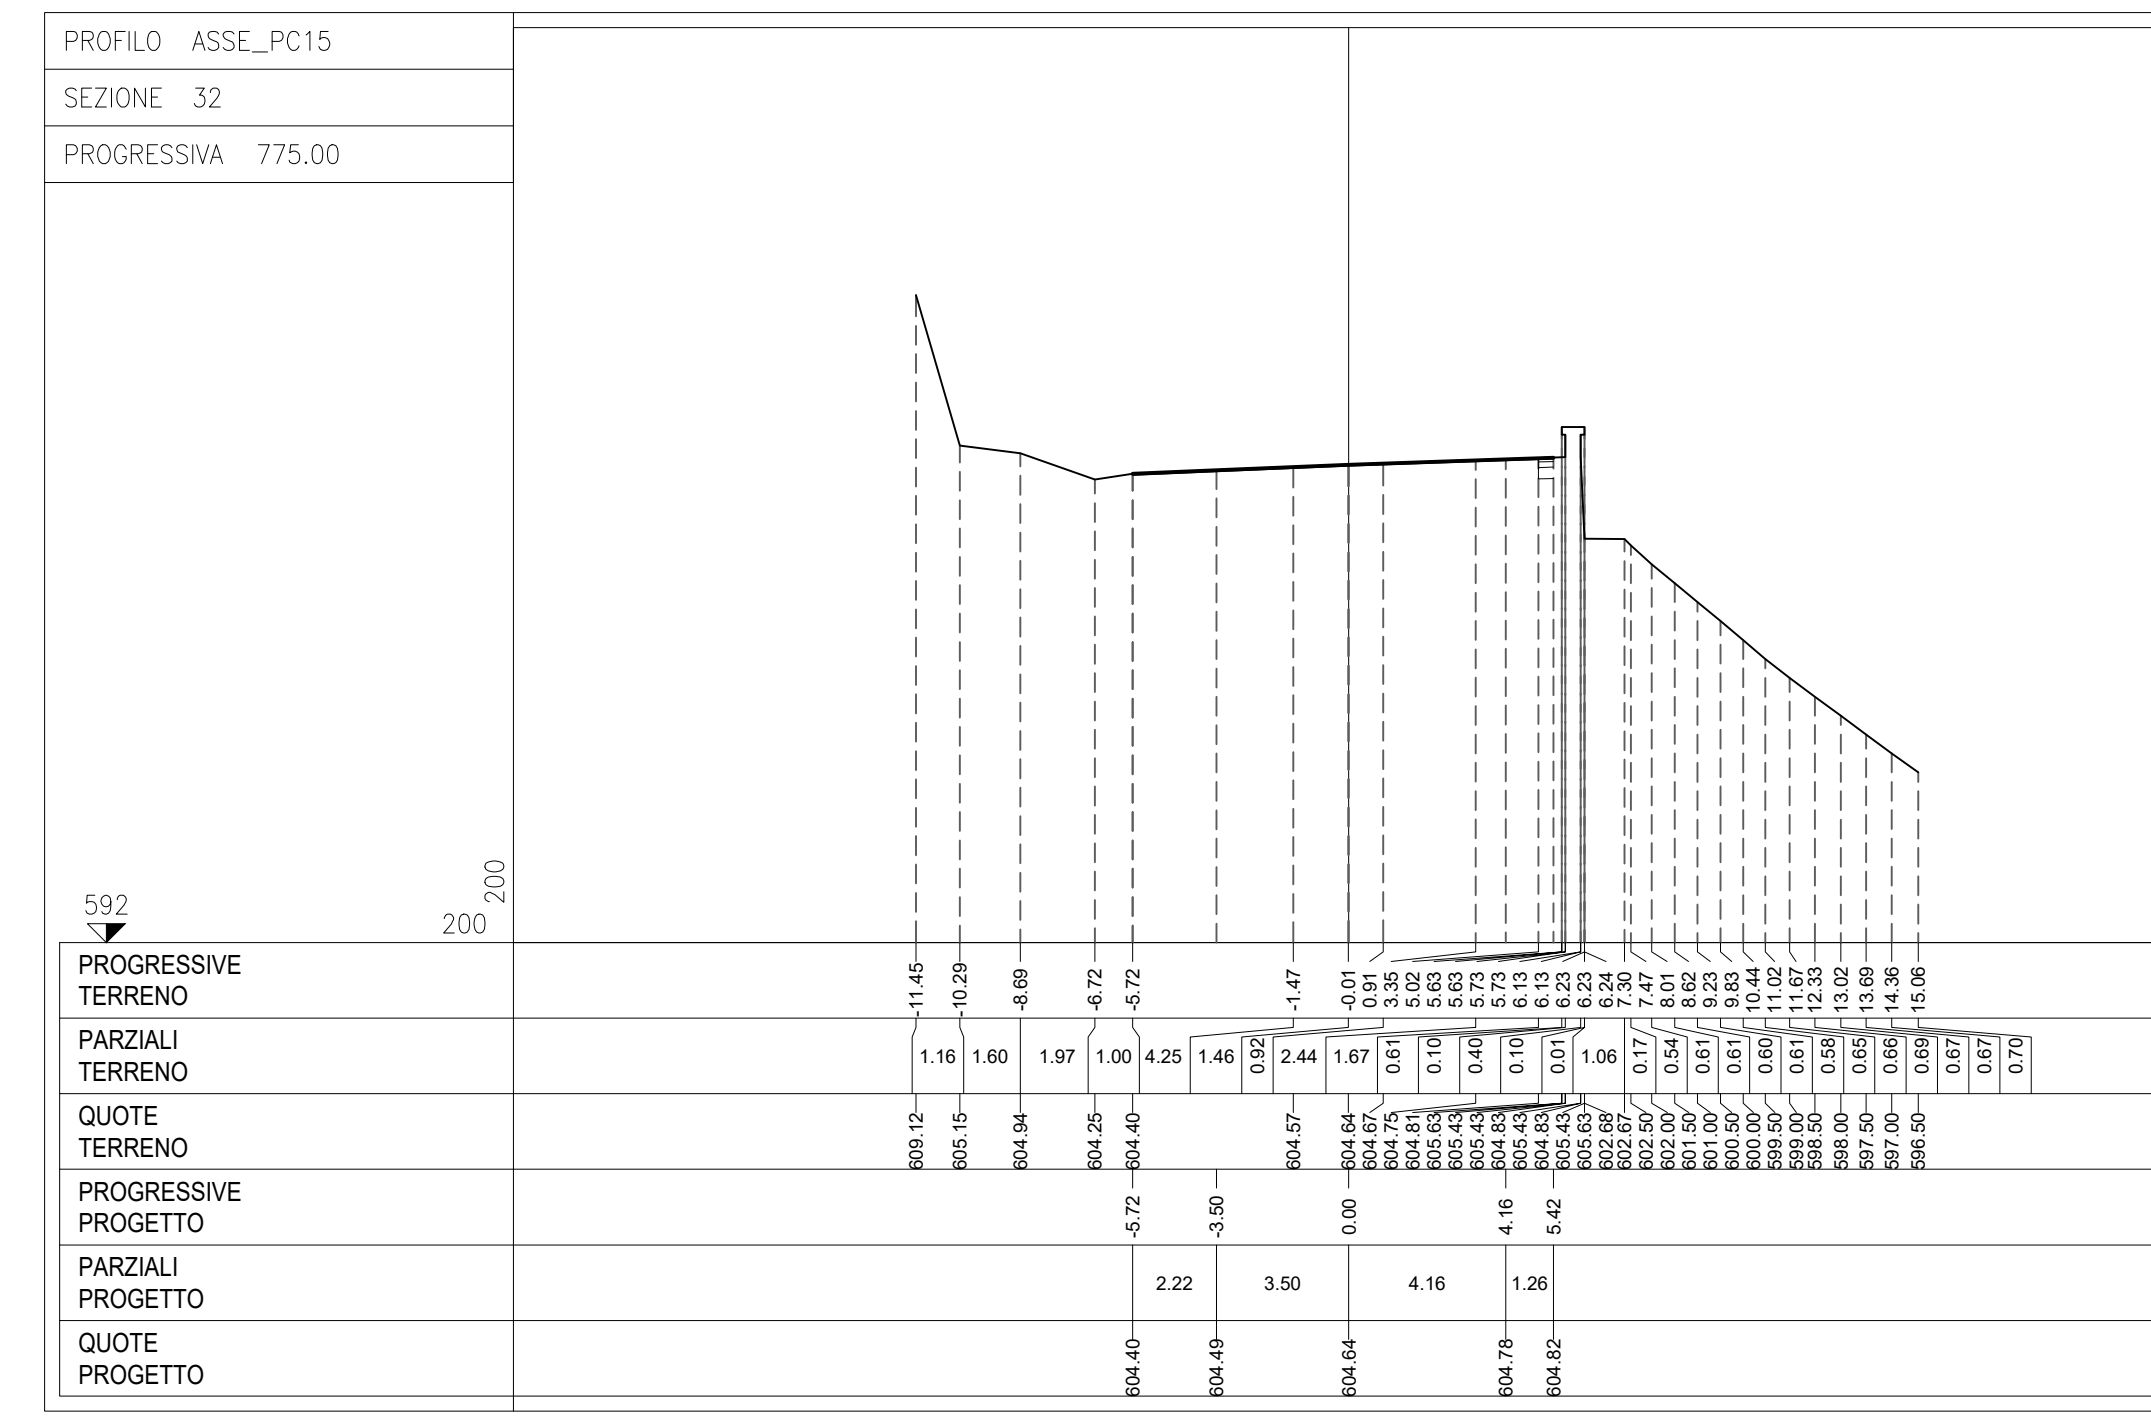 PROFILO ASSE_PC15
SEZIONE 32
PROGRESSIVA 775.00
592
200
200
PROGRESSIVE
TERRENO
-11.45 -10.29 -8.69 -6.72 -5.72 -1.47 -0.01 0.91 3.35 5.02 5.63 5.63 5.73 5.73 6.13 6.13 6.23 6.23 6.24 7.30 7.47 8.01 8.62 9.23 9.83 10.44 11.02 11.67 12.33 13.02 13.69 14.36 15.06
PARZIALI
TERRENO
1.16 1.60 1.97 1.00 4.25 1.46 0.92 2.44 1.67 0.61 0.10 0.40 0.10 0.01 1.06 0.17 0.54 0.61 0.61 0.60 0.61 0.58 0.65 0.66 0.69 0.67 0.67 0.70
QUOTE
TERRENO
609.12 605.15 604.94 604.25 604.40 604.57 604.64 604.67 604.75 604.81 605.63 605.43 605.43 604.83 605.43 604.83 605.43 605.63 602.68 602.67 602.50 602.00 601.50 601.00 600.50 600.00 599.50 599.00 598.50 598.00 597.50 597.00 596.50
PROGRESSIVE
PROGETTO
-5.72 -3.50 0.00 4.16 5.42
PARZIALI
PROGETTO
2.22 3.50 4.16 1.26
QUOTE
PROGETTO
604.40 604.49 604.64 604.78 604.82